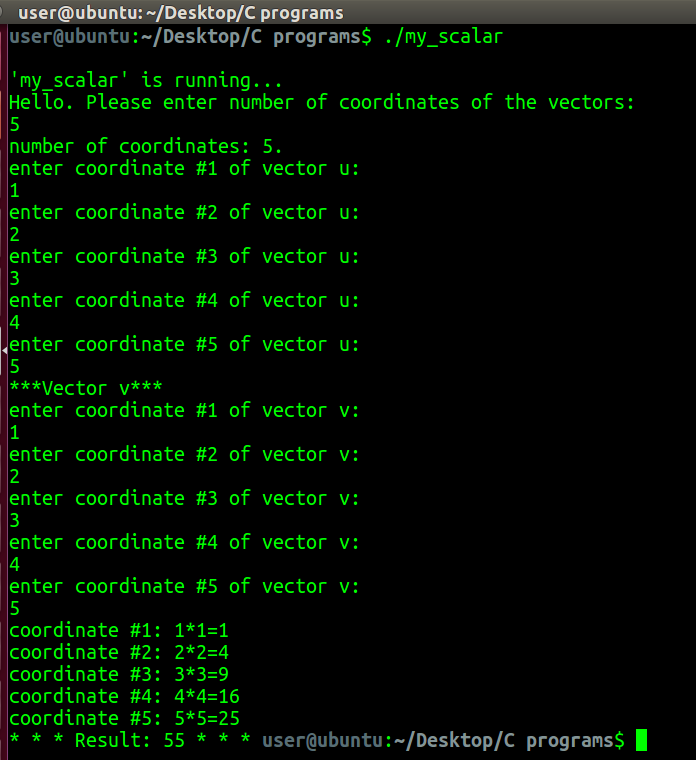 user@ubuntu: ~/Desktop/C programs
user@ubuntu:~/Desktop/C programs$ ./my_scalar
'my_scalar' is running...
Hello. Please enter number of coordinates of the vectors:
5
number of coordinates: 5.
enter coordinate #1 of vector u:
1
enter coordinate #2 of vector u:
2
enter coordinate #3 of vector u:
3
enter coordinate #4 of vector u:
4
enter coordinate #5 of vector u:
5
***Vector v***
enter coordinate #1 of vector v:
1
enter coordinate #2 of vector v:
2
enter coordinate #3 of vector v:
3
enter coordinate #4 of vector v:
4
enter coordinate #5 of vector v:
5
coordinate #1: 1*1=1
coordinate #2: 2*2=4
coordinate #3: 3*3=9
coordinate #4: 4*4=16
coordinate #5: 5*5=25
* * * Result: 55 * * * user@ubuntu:~/Desktop/C programs$